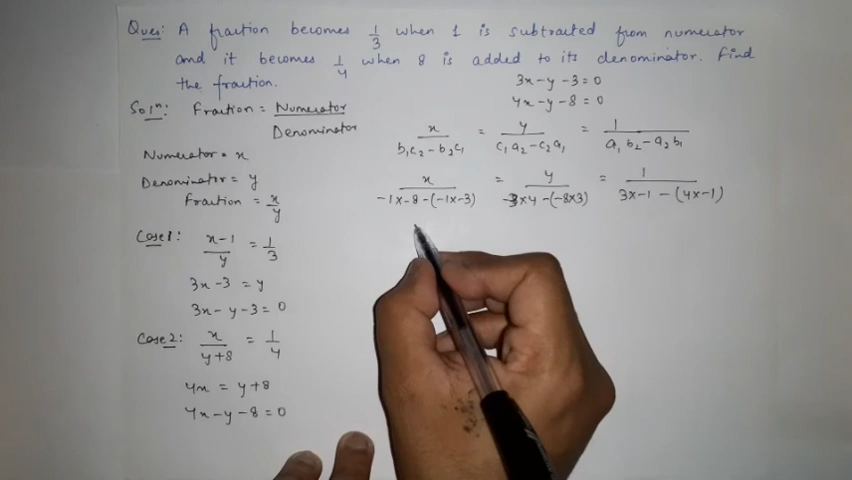 Ques: A fraction becomes 1/3 when 1 is subtracted from numerator
and it becomes 1/4 when 8 is added to its denominator. Find
the fraction.
Solⁿ: Fraction = Numerator/Denominator
Numerator = x
Denominator = y
Fraction = x/y
Case 1: x-1/y = 1/3
3x-3 = y
3x-y-3=0
Case 2: x/y+8 = 1/4
4x = y+8
4x-y-8=0
3x-y-3=0
4x-y-8=0
x/b₁c₂-b₂c₁ = y/c₁a₂-c₂a₁ = 1/a₁b₂-a₂b₁
x/-1x-8-(-1x-3) = y/-3x4-(-8x3) = 1/3x-1-(4x-1)